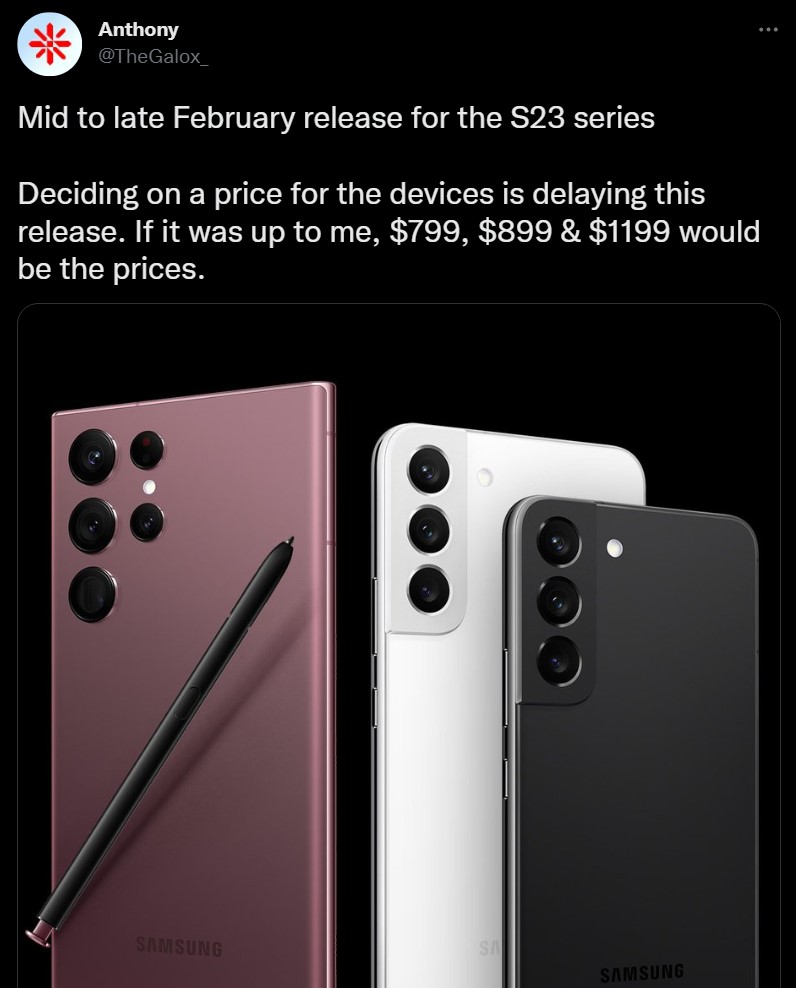 Anthony
@TheGalox_
Mid to late February release for the S23 series
Deciding on a price for the devices is delaying this
release. If it was up to me, $799, $899 & $1199 would
be the prices.
SAMSUNG
SA
SAMSUNG